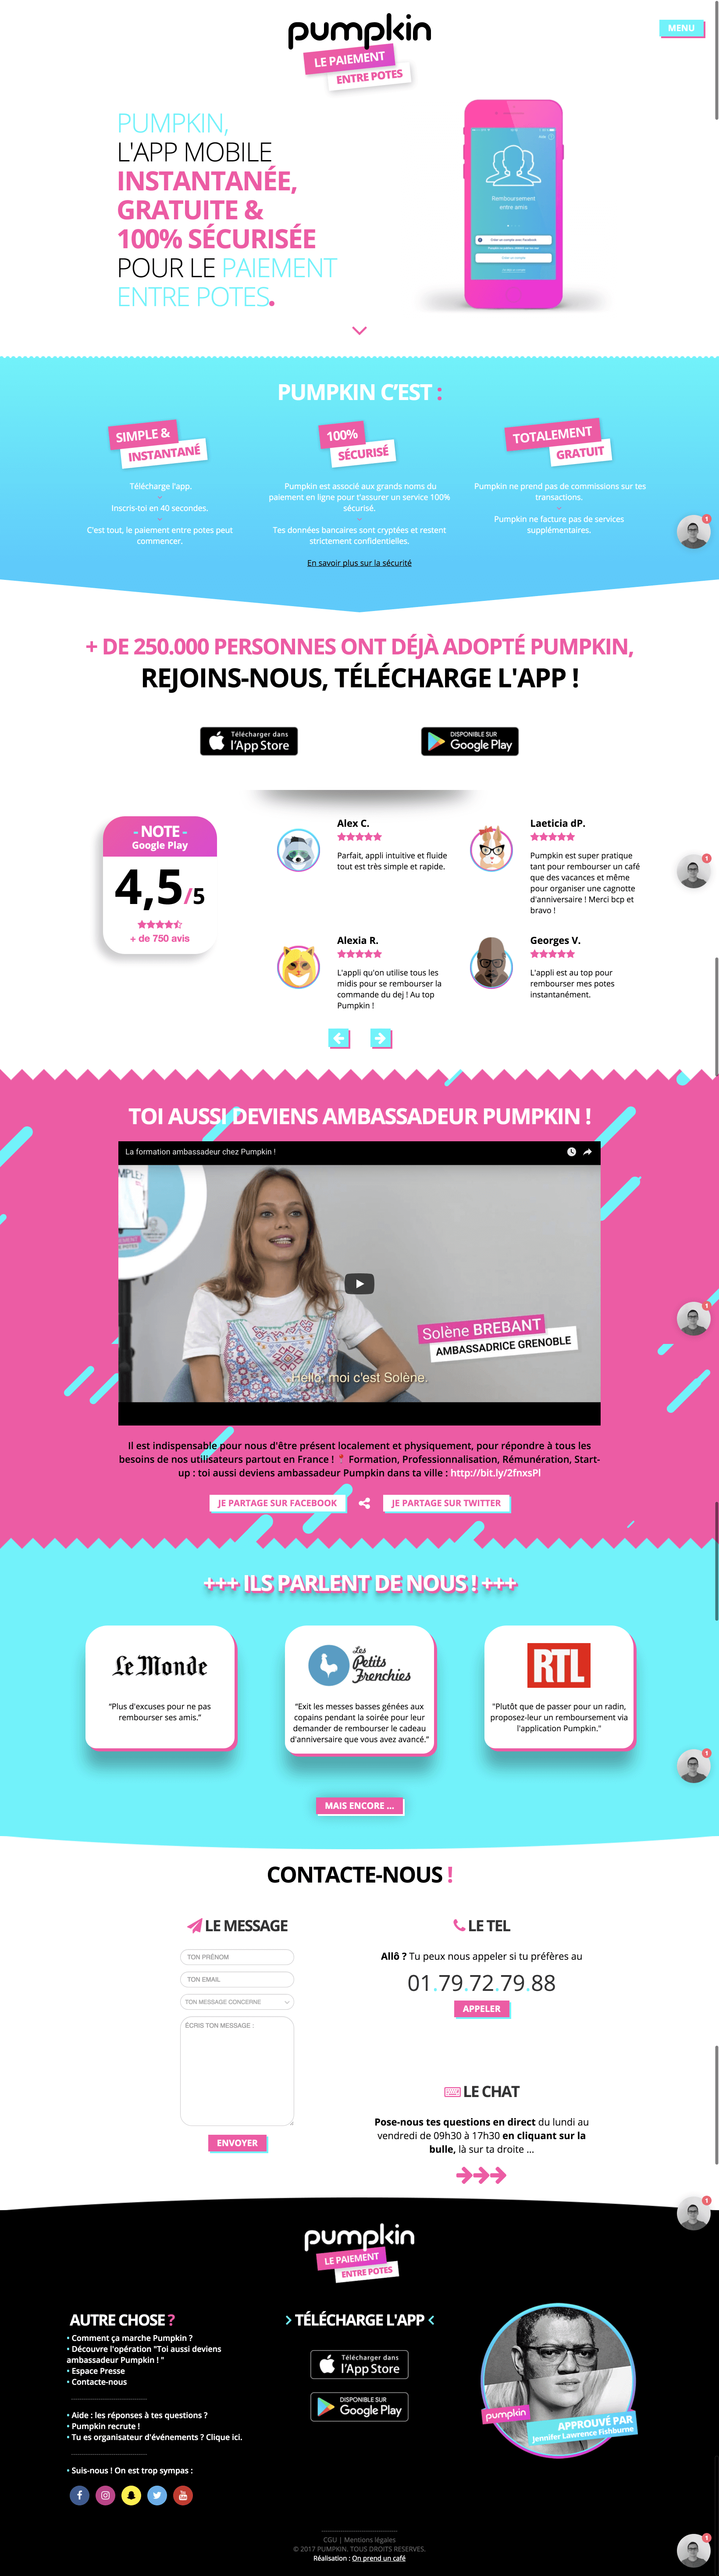 pumpkin
LE PAIEMENT
ENTRE POTES
MENU
PUMPKIN,
L'APP MOBILE
INSTANTANÉE,
GRATUITE &
100% SÉCURISÉE
POUR LE PAIEMENT
ENTRE POTES.
Remboursement
entre amis
PUMPKIN C'EST :
SIMPLE &
INSTANTANÉ
Télécharge l'app.
Inscris-toi en 40 secondes.
C'est tout, le paiement entre potes peut
commencer.
100%
SÉCURISÉ
Pumpkin est associé aux grands noms du
paiement en ligne pour t'assurer un service 100%
sécurisé.
Tes données bancaires sont cryptées et restent
strictement confidentielles.
En savoir plus sur la sécurité
TOTALEMENT
GRATUIT
Pumpkin ne prend pas de commissions sur tes
transactions.
Pumpkin ne facture pas de services
supplémentaires.
1
+ DE 250.000 PERSONNES ONT DÉJÀ ADOPTÉ PUMPKIN,
REJOINS-NOUS, TÉLÉCHARGE L'APP !
Télécharger dans
l'App Store
DISPONIBLE SUR
Google Play
- NOTE -
Google Play
4,5/5
+ de 750 avis
Alex C.
Parfait, appli intuitive et fluide
tout est très simple et rapide.
Laeticia dP.
Pumpkin est super pratique
tant pour rembourser un café
que des vacances et même
pour organiser une cagnotte
d'anniversaire ! Merci bcp et
bravo !
1
Alexia R.
L'appli qu'on utilise tous les
midis pour se rembourser la
commande du dej ! Au top
Pumpkin !
Georges V.
L'appli est au top pour
rembourser mes potes
instantanément.
TOI AUSSI DEVIENS AMBASSADEUR PUMPKIN !
La formation ambassadeur chez Pumpkin !
Solène BREBANT
AMBASSADRICE GRENOBLE
Hello, moi c'est Solène.
1
Il est indispensable pour nous d'être présent localement et physiquement, pour répondre à tous les
besoins de nos utilisateurs partout en France ! Formation, Professionnalisation, Rémunération, Start-
up : toi aussi deviens ambassadeur Pumpkin dans ta ville : http://bit.ly/2fnxsPl
JE PARTAGE SUR FACEBOOK
JE PARTAGE SUR TWITTER
+++ ILS PARLENT DE NOUS ! +++
Le Monde
"Plus d'excuses pour ne pas
rembourser ses amis."
Les
Petits
Frenchies
"Exit les messes basses gênées aux
copains pendant la soirée pour leur
demander de rembourser le cadeau
d'anniversaire que vous avez avancé."
RTL
"Plutôt que de passer pour un radin,
proposez-leur un remboursement via
l'application Pumpkin."
1
MAIS ENCORE ...
CONTACTE-NOUS !
LE MESSAGE
TON PRÉNOM
TON EMAIL
TON MESSAGE CONCERNE
ÉCRIS TON MESSAGE :
ENVOYER
LE TEL
Allô ? Tu peux nous appeler si tu préfères au
01.79.72.79.88
APPELER
LE CHAT
Pose-nous tes questions en direct du lundi au
vendredi de 09h30 à 17h30 en cliquant sur la
bulle, là sur ta droite ...
1
pumpkin
LE PAIEMENT
ENTRE POTES
AUTRE CHOSE ?
• Comment ça marche Pumpkin ?
• Découvre l'opération "Toi aussi deviens
ambassadeur Pumpkin ! "
• Espace Presse
• Contacte-nous
• Aide : les réponses à tes questions ?
• Pumpkin recrute !
• Tu es organisateur d'événements ? Clique ici.
• Suis-nous ! On est trop sympas :
TÉLÉCHARGE L'APP
Télécharger dans
l'App Store
DISPONIBLE SUR
Google Play
pumpkin
APPROUVÉ PAR
Jennifer Lawrence Fishburne
CGU | Mentions légales
© 2017 PUMPKIN. TOUS DROITS RESERVES.
Réalisation : On prend un café
1